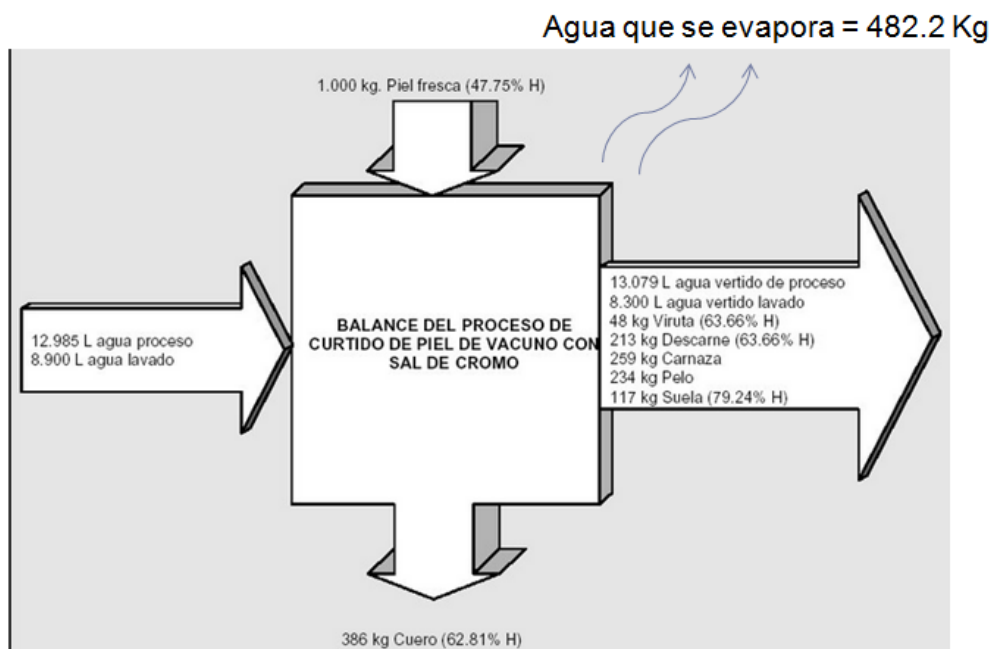 Agua que se evapora = 482.2 Kg
1.000 kg. Piel fresca (47.75% H)
12.985 L agua proceso
8.900 L agua lavado
BALANCE DEL PROCESO DE
CURTIDO DE PIEL DE VACUNO CON
SAL DE CROMO
13.079 L agua vertido de proceso
8.300 L agua vertido lavado
48 kg Viruta (63.66% H)
213 kg Descarne (63.66% H)
259 kg Carnaza
234 kg Pelo
117 kg Suela (79.24% H)
386 kg Cuero (62.81% H)